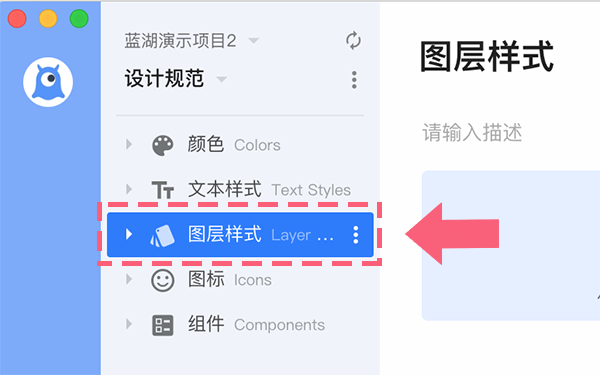 蓝湖演示项目2
设计规范
颜色 Colors
文本样式 Text Styles
图层样式 Layer ...
图标 Icons
组件 Components
图层样式
请输入描述